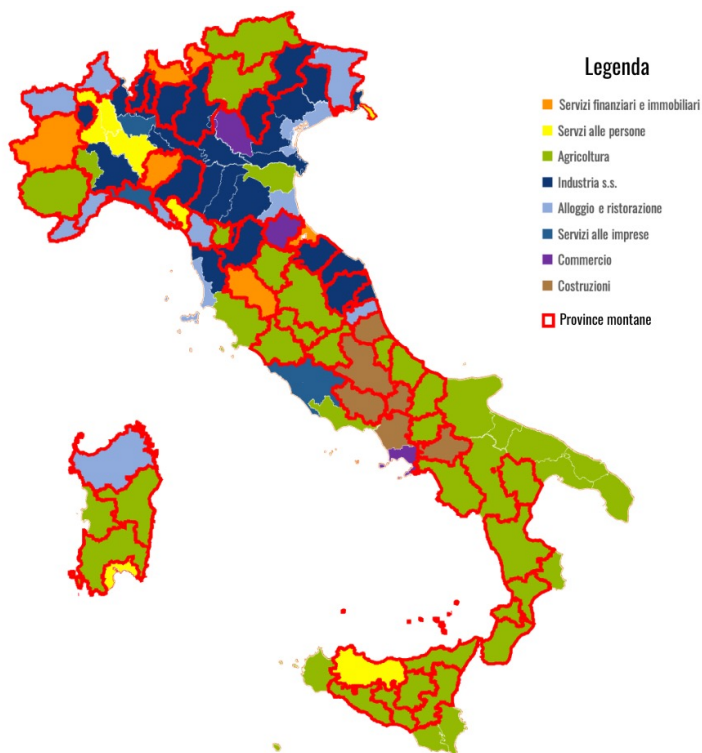 Legenda
Servizi finanziari e immobiliari
Servzi alle persone
Agricoltura
Industria s.s.
Alloggio e ristorazione
Servizi alle imprese
Commercio
Costruzioni
Province montane